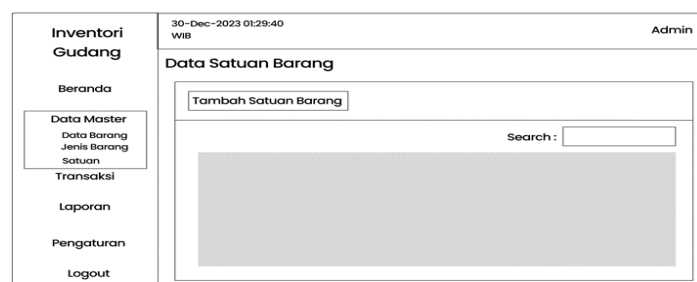 Inventori
Gudang
Beranda
Data Master
Data Barang
Jenis Barang
Satuan
Transaksi
Laporan
Pengaturan
Logout
30-Dec-2023 01:29:40
WIB
Admin
Data Satuan Barang
Tambah Satuan Barang
Search :